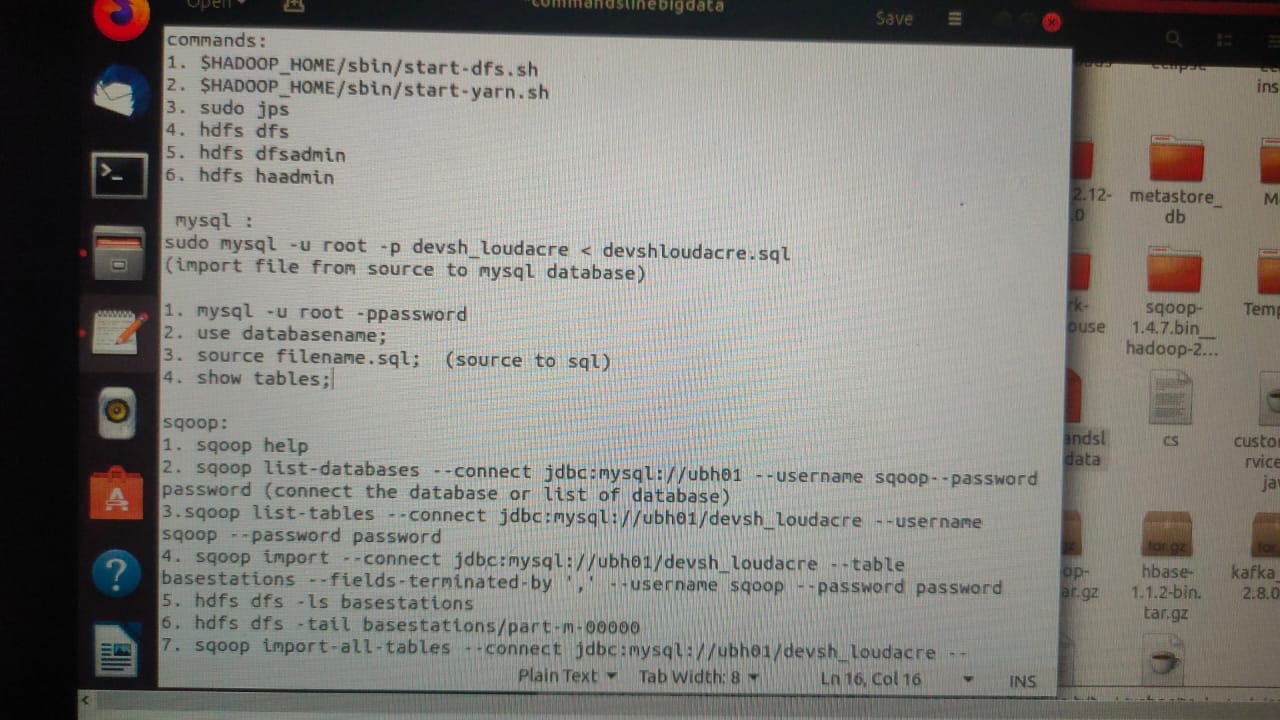 Open
commandslinebigdata
Save
commands:
1. $HADOOP_HOME/sbin/start-dfs.sh
2. $HADOOP_HOME/sbin/start-yarn.sh
3. sudo jps
4. hdfs dfs
5. hdfs dfsadmin
6. hdfs haadmin
mysql :
sudo mysql -u root -p devsh_loudacre < devshloudacre.sql
(import file from source to mysql database)
1. mysql -u root -ppassword
2. use databasename;
3. source filename.sql;  (source to sql)
4. show tables;
sqoop:
1. sqoop help
2. sqoop list-databases --connect jdbc:mysql://ubh01 --username sqoop--password
password (connect the database or list of database)
3.sqoop list-tables --connect jdbc:mysql://ubh01/devsh_loudacre --username
sqoop --password password
4. sqoop import --connect jdbc:mysql://ubh01/devsh_loudacre --table
basestations --fields-terminated-by ',' --username sqoop --password password
5. hdfs dfs -ls basestations
6. hdfs dfs -tail basestations/part-m-00000
7. sqoop import-all-tables --connect jdbc:mysql://ubh01/devsh_loudacre --
Plain Text
Tab Width: 8
Ln 16, Col 16
INS
eclipse
ins
2.12-
metastore_
db
sqoop-
1.4.7.bin__
hadoop-2...
Temp
ouse
andsl
data
cs
custo
rvice
jav
tar.gz
hbase-
1.1.2-bin.
tar.gz
kafka_
2.8.0
op-
ar.gz